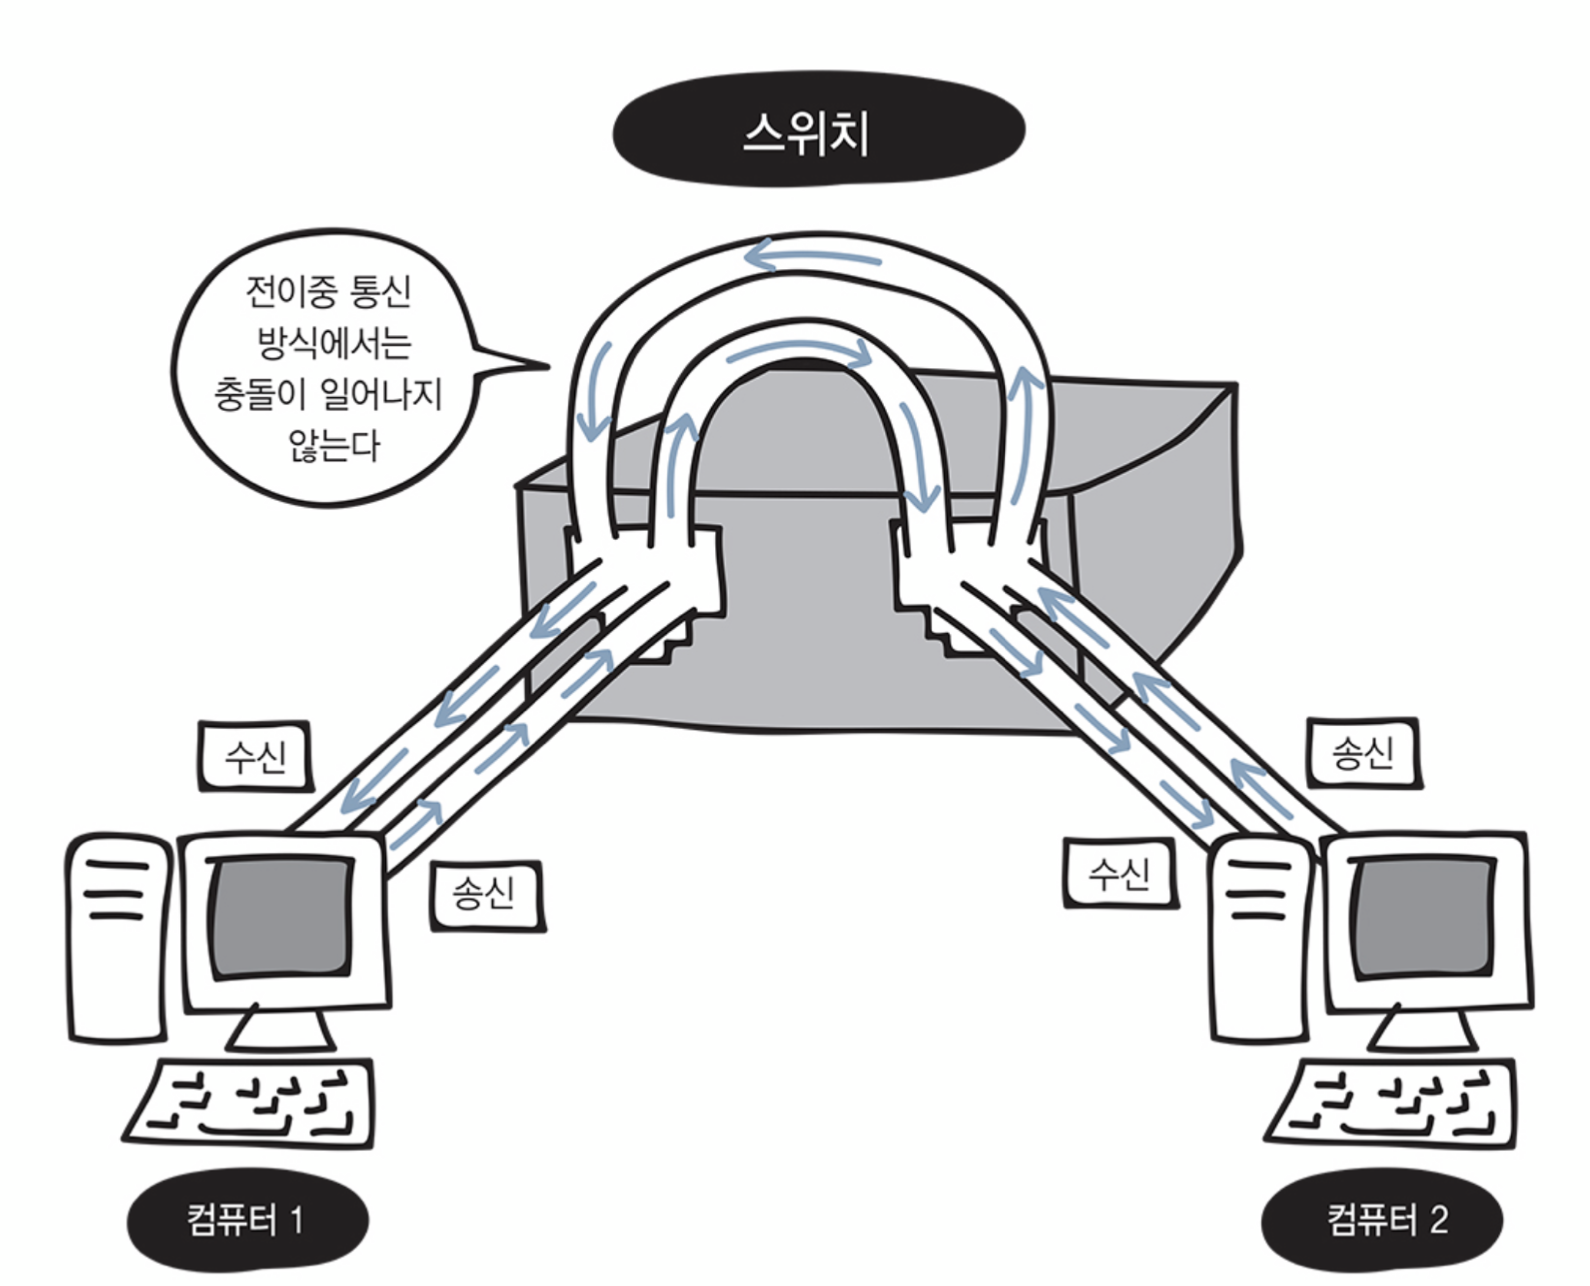 스위치
전이중 통신
방식에서는
충돌이 일어나지
않는다
수신
송신
송신
수신
컴퓨터 1
컴퓨터 2